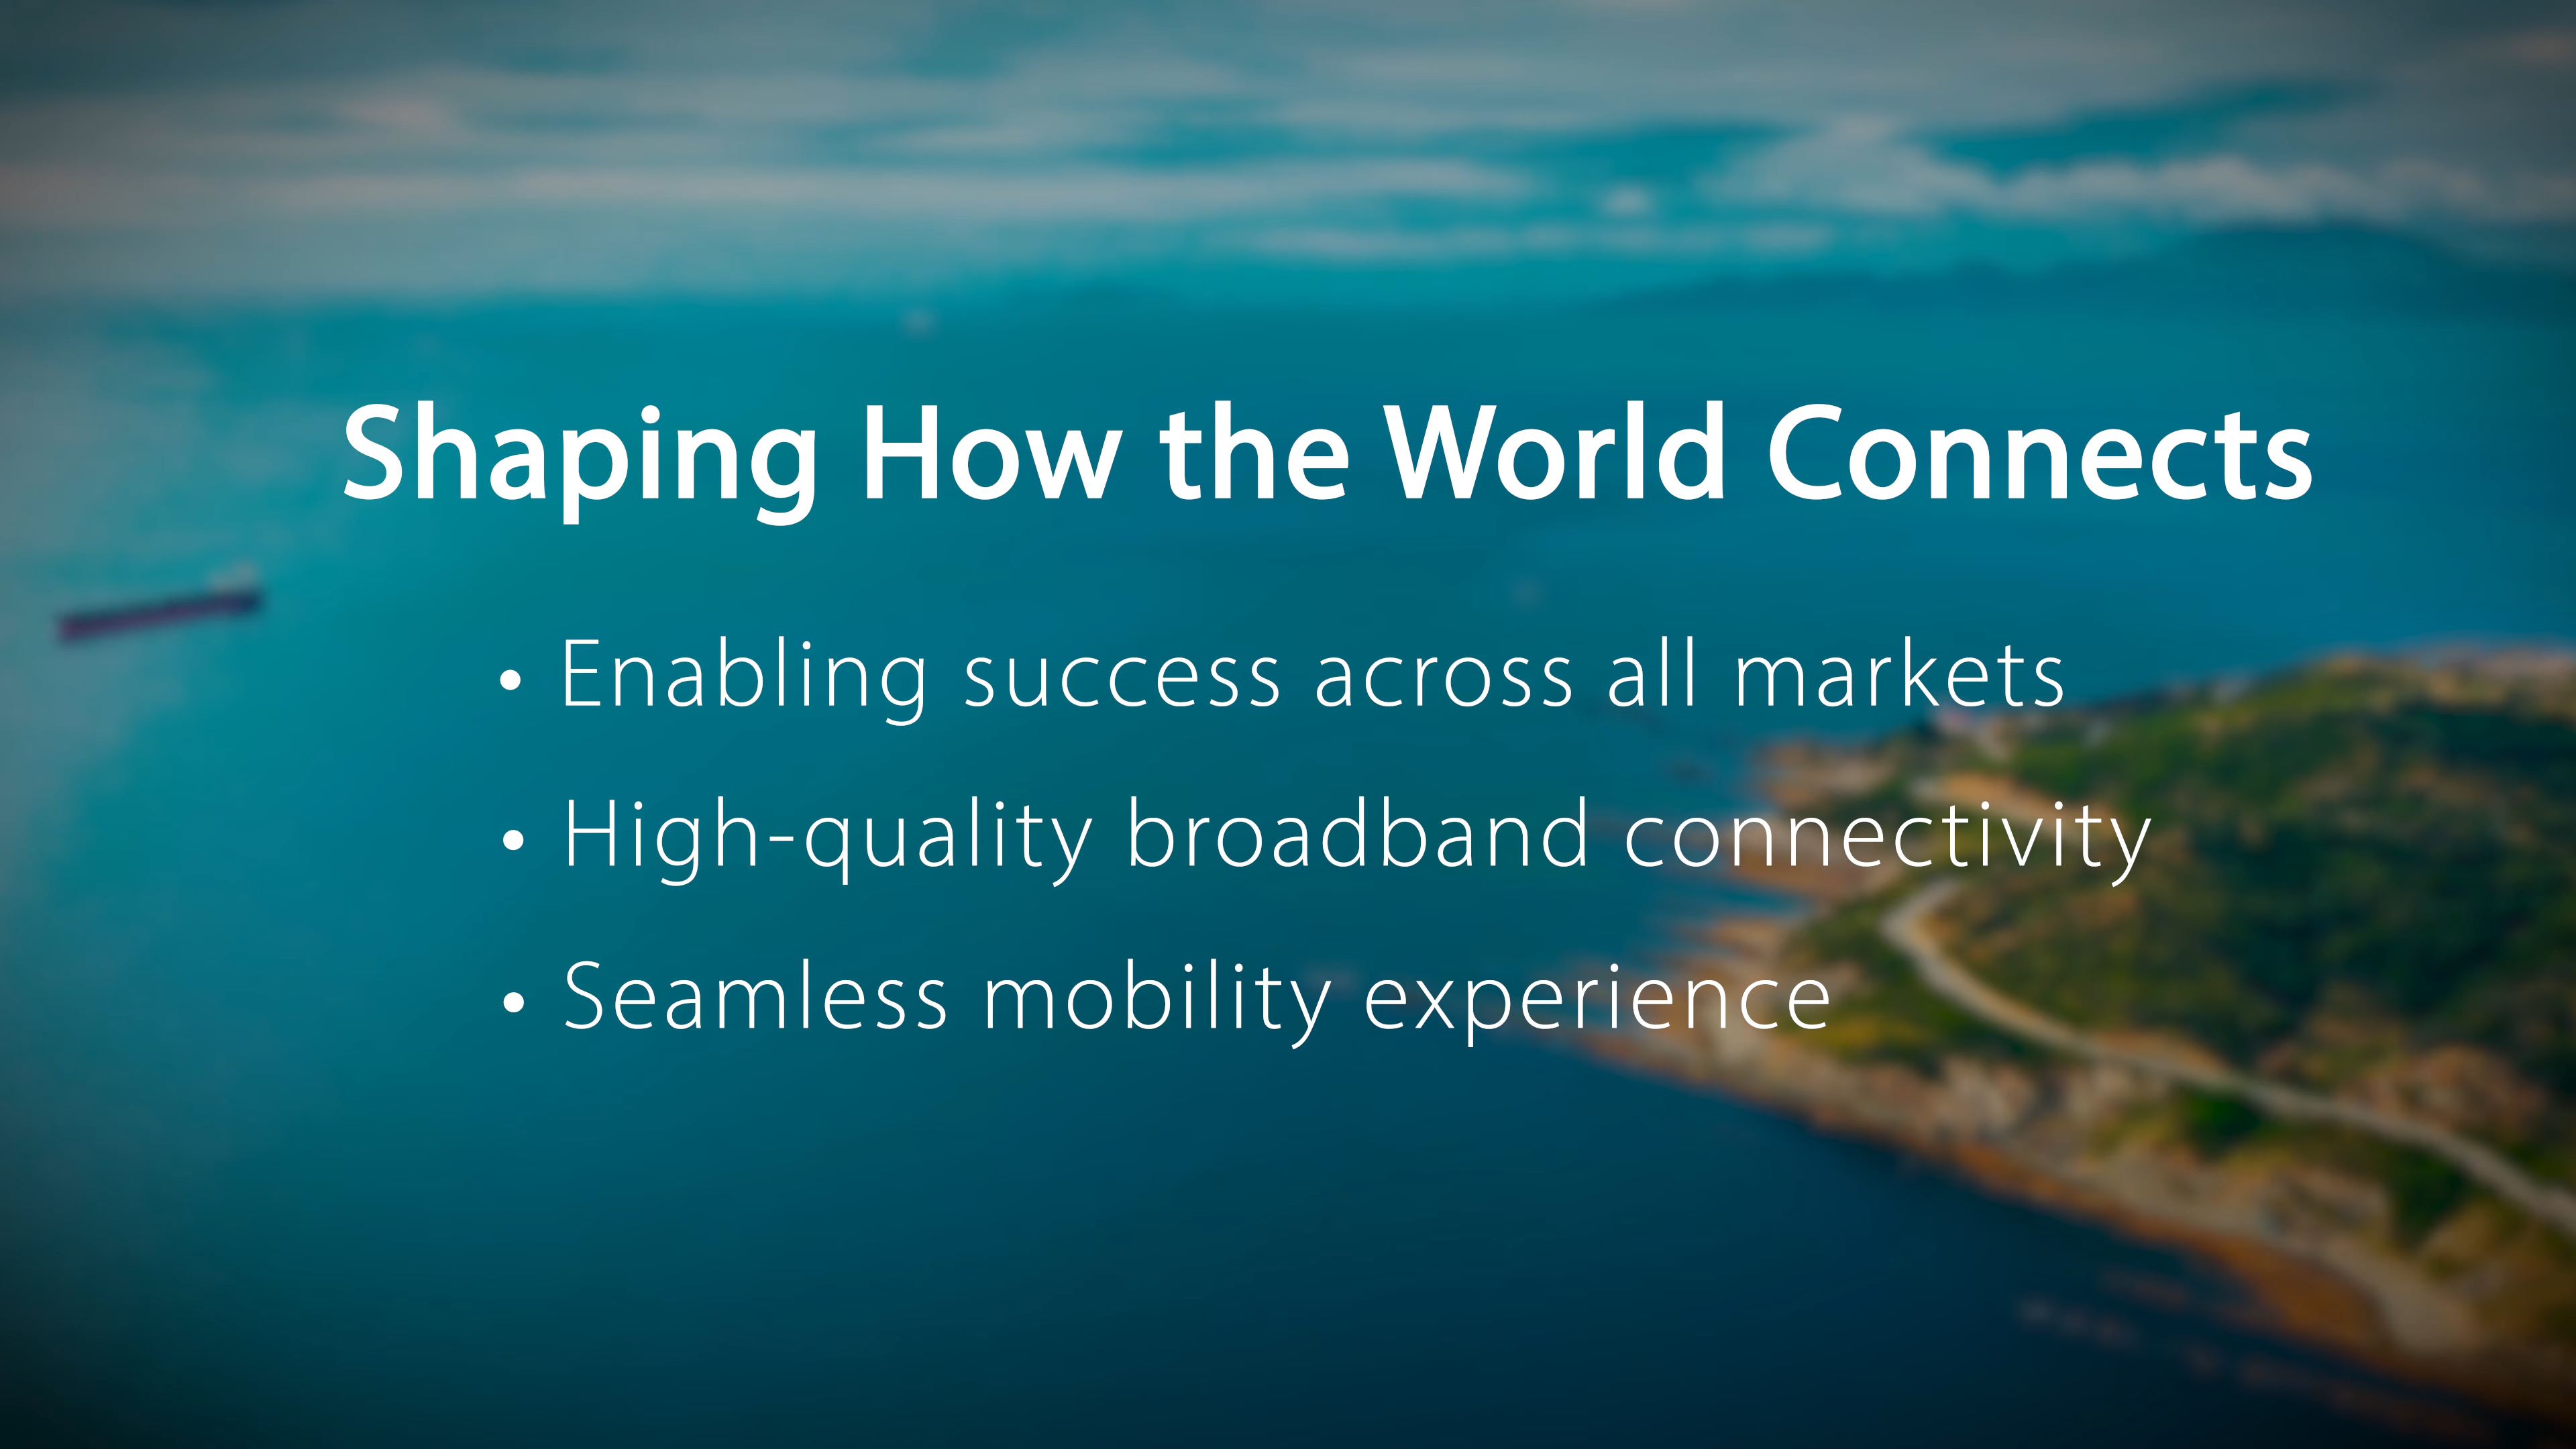 Shaping How the World Connects
• Enabling success across all markets
• High-quality broadband connectivity
• Seamless mobility experience